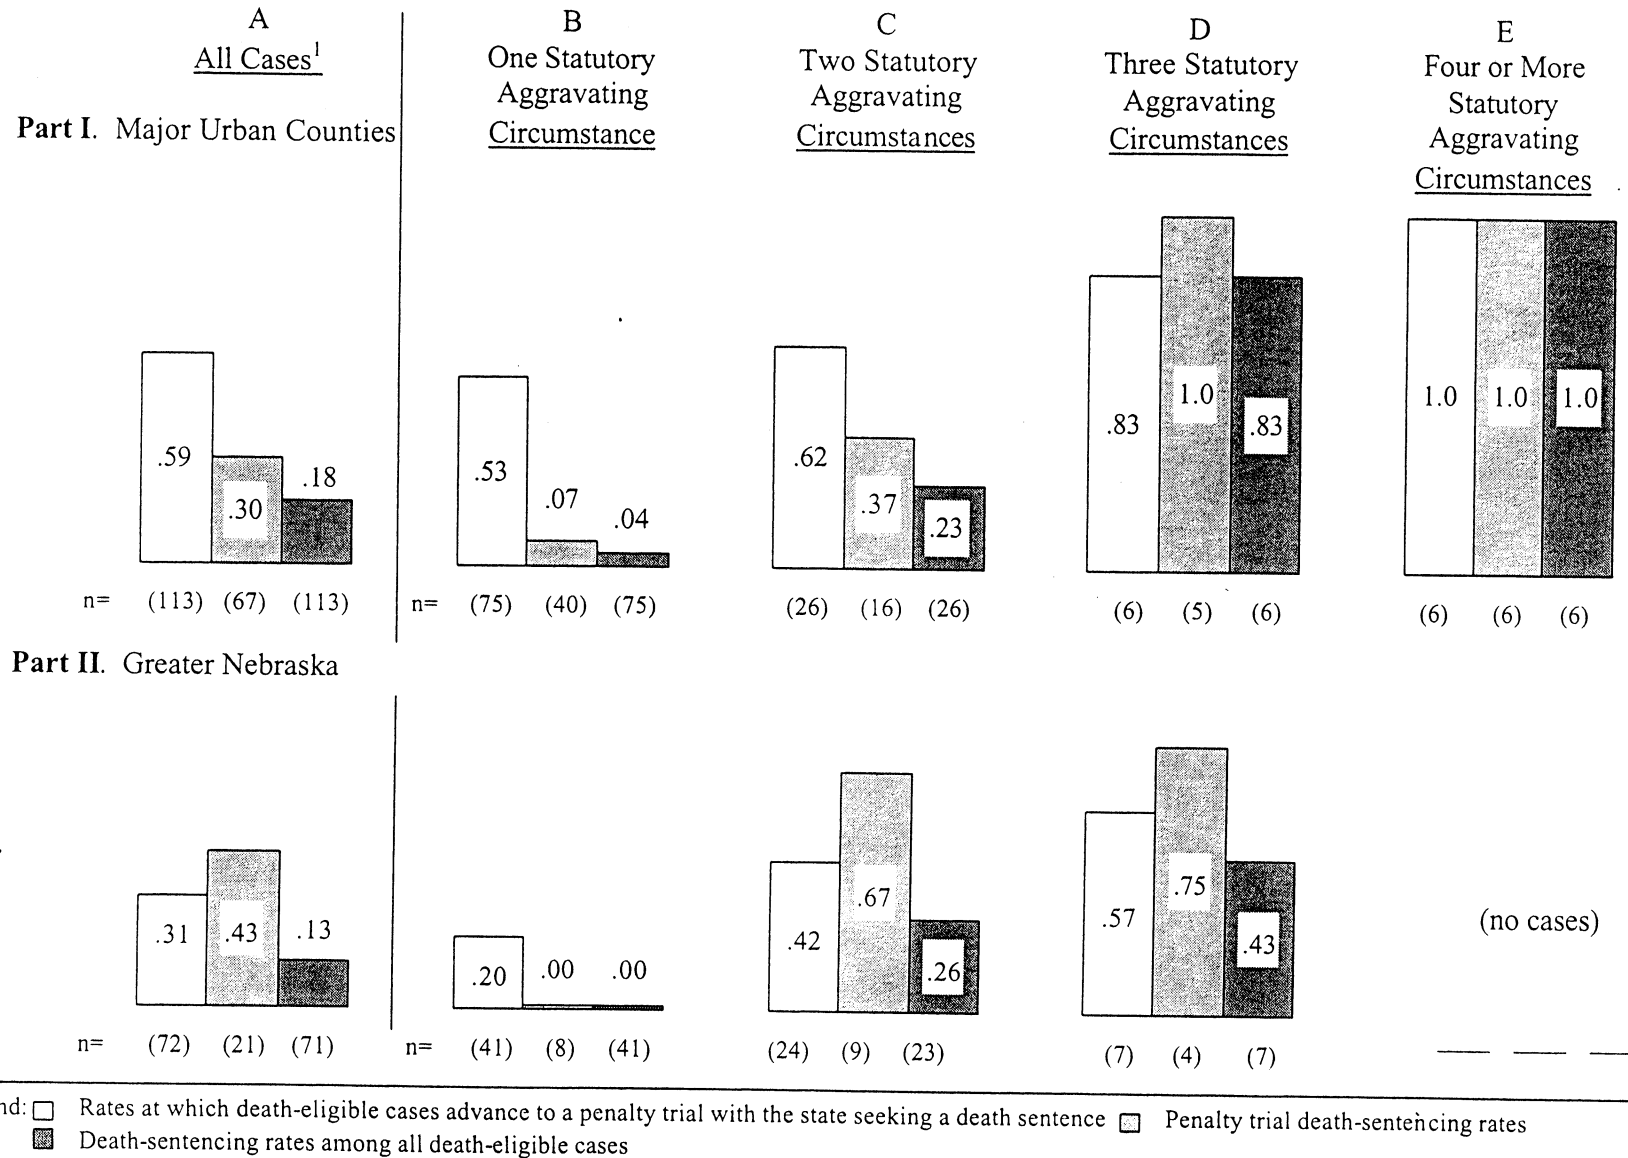 A
All Cases1
B
One Statutory
Aggravating
Circumstance
C
Two Statutory
Aggravating
Circumstances
D
Three Statutory
Aggravating
Circumstances
E
Four or More
Statutory
Aggravating
Circumstances
Part I. Major Urban Counties
.59
.30
.18
.53
.07
.04
.62
.37
.23
.83
1.0
.83
1.0
1.0
1.0
n= (113) (67) (113)
n= (75) (40) (75)
(26) (16) (26)
(6) (5) (6)
(6) (6) (6)
Part II. Greater Nebraska
.31
.43
.13
.20
.00
.00
.42
.67
.26
.57
.75
.43
(no cases)
n= (72) (21) (71)
n= (41) (8) (41)
(24) (9) (23)
(7) (4) (7)
nd: Rates at which death-eligible cases advance to a penalty trial with the state seeking a death sentence Penalty trial death-sentencing rates
Death-sentencing rates among all death-eligible cases